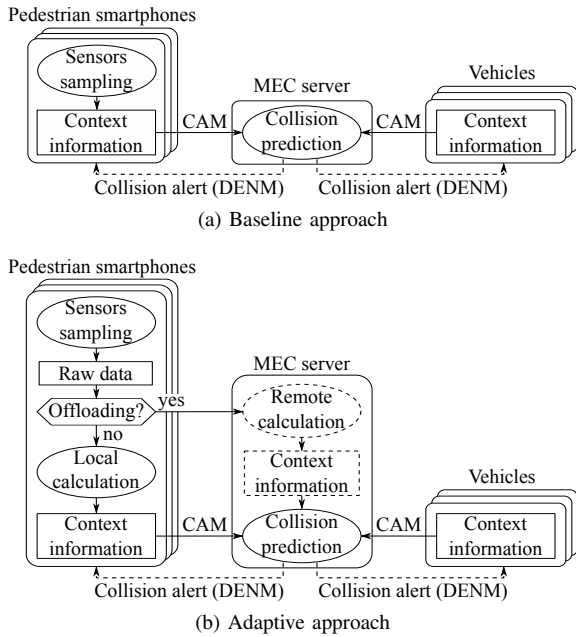 Pedestrian smartphones
Sensors
sampling
Context
information
CAM
MEC server
Collision
prediction
CAM
Vehicles
Context
information
Collision alert (DENM)
Collision alert (DENM)
(a) Baseline approach
Pedestrian smartphones
Sensors
sampling
Raw data
Offloading?
yes
no
Local
calculation
Context
information
CAM
MEC server
Remote
calculation
Context
information
Collision
prediction
CAM
Vehicles
Context
information
Collision alert (DENM)
Collision alert (DENM)
(b) Adaptive approach